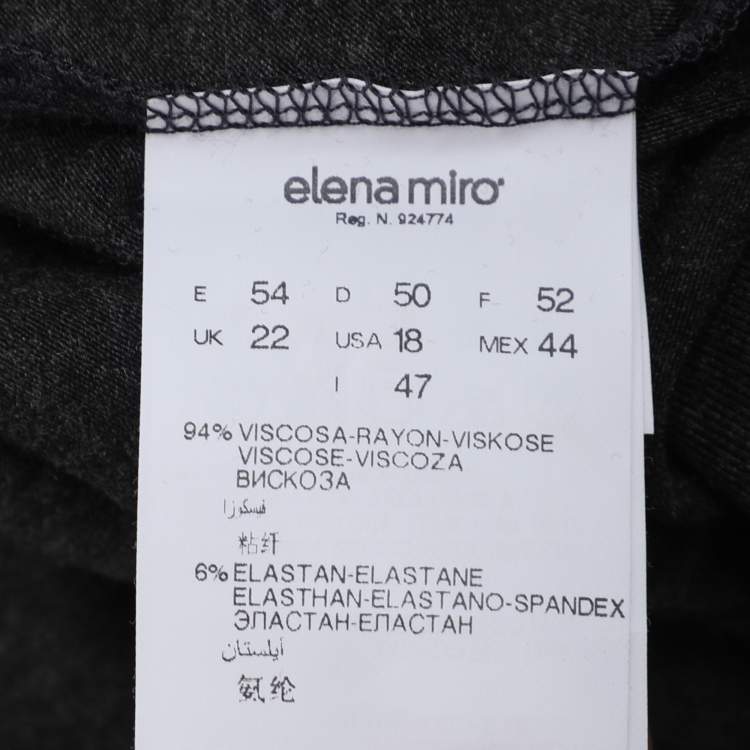 elena miro
Reg. N. 924774
E 54 D 50 F 52
UK 22 USA 18 MEX 44
I 47
94% VISCOSA-RAYON-VISKOSE
VISCOSE-VISCOZA
ВИСКОЗА
فيسكوزا
粘纤
6% ELASTAN-ELASTANE
ELASTHAN-ELASTANO-SPANDEX
ЭЛАСТАН-ЕЛАСТАН
أيلستان
氨纶